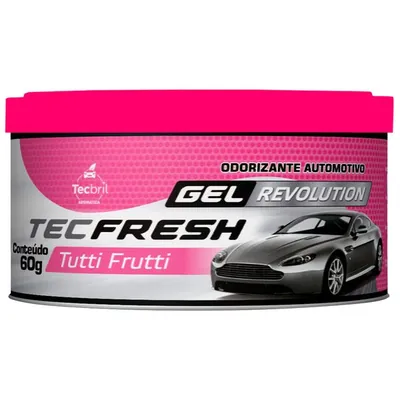 Tecbril
ODORIZANTE AUTOMOTIVO
GEL REVOLUTION
TECFRESH
Conteúdo
60g
Tutti Frutti